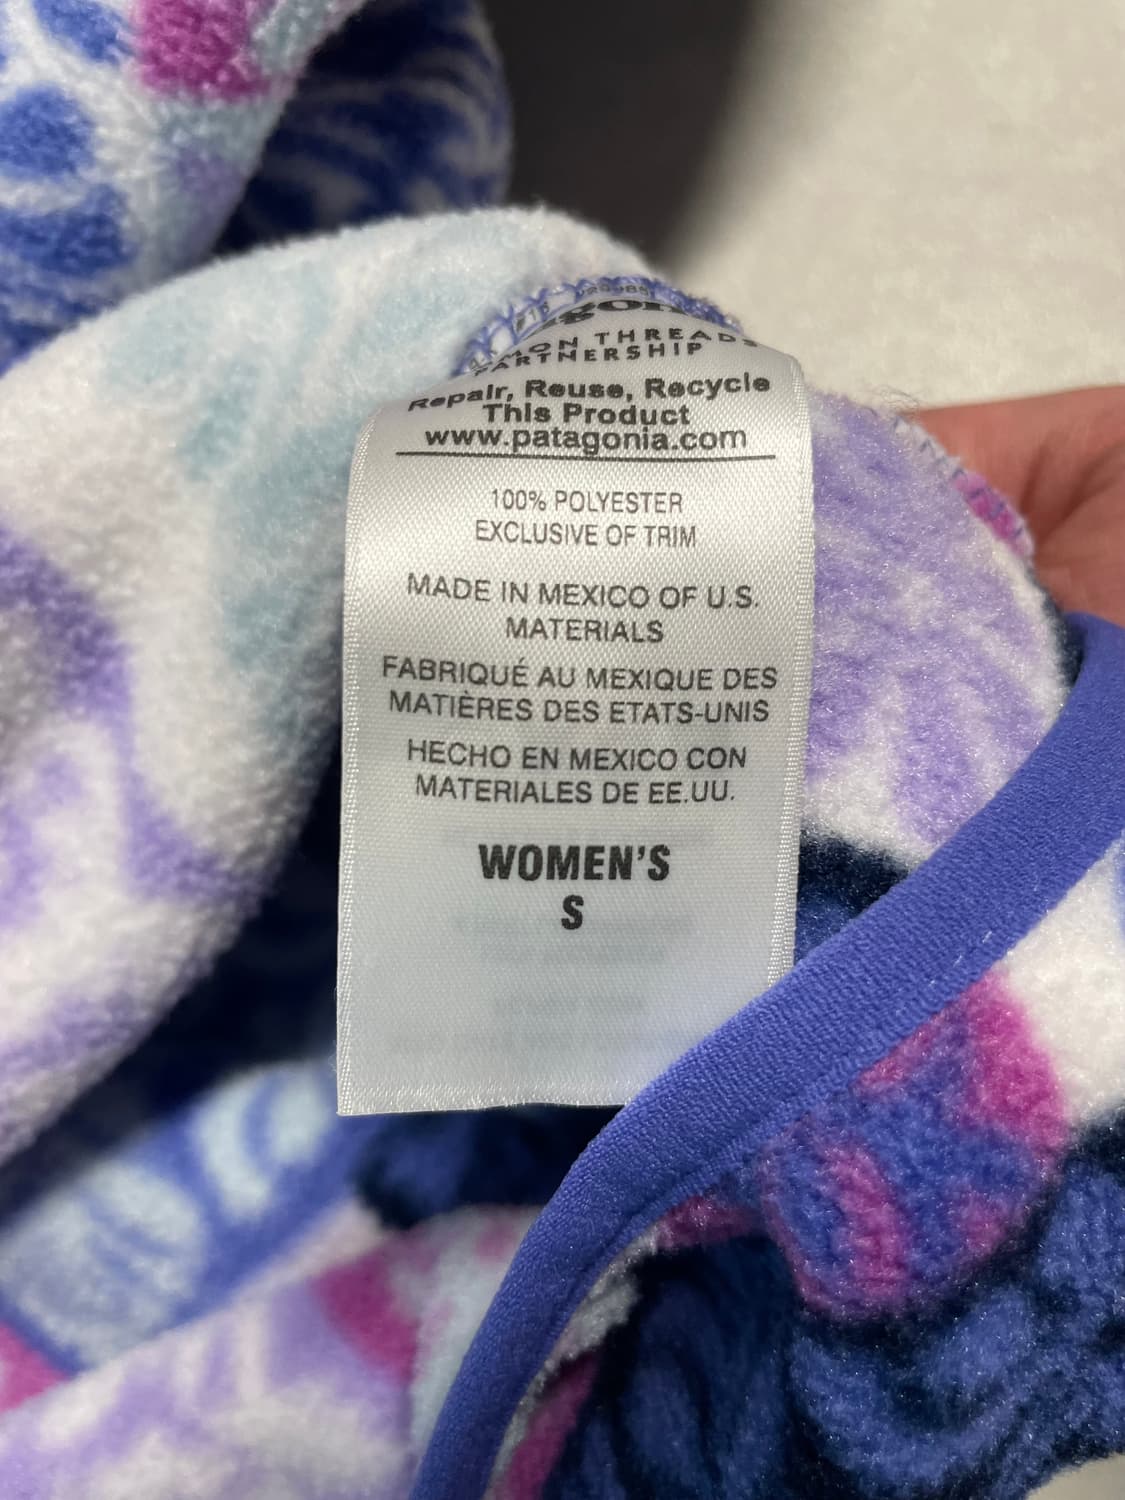 THREADS
PARTNERSHIP
Repair, Reuse, Recycle
This Product
www.patagonia.com
100% POLYESTER
EXCLUSIVE OF TRIM
MADE IN MEXICO OF U.S.
MATERIALS
FABRIQUÉ AU MEXIQUE DES
MATIÈRES DES ETATS-UNIS
HECHO EN MEXICO CON
MATERIALES DE EE.UU.
WOMEN'S
S